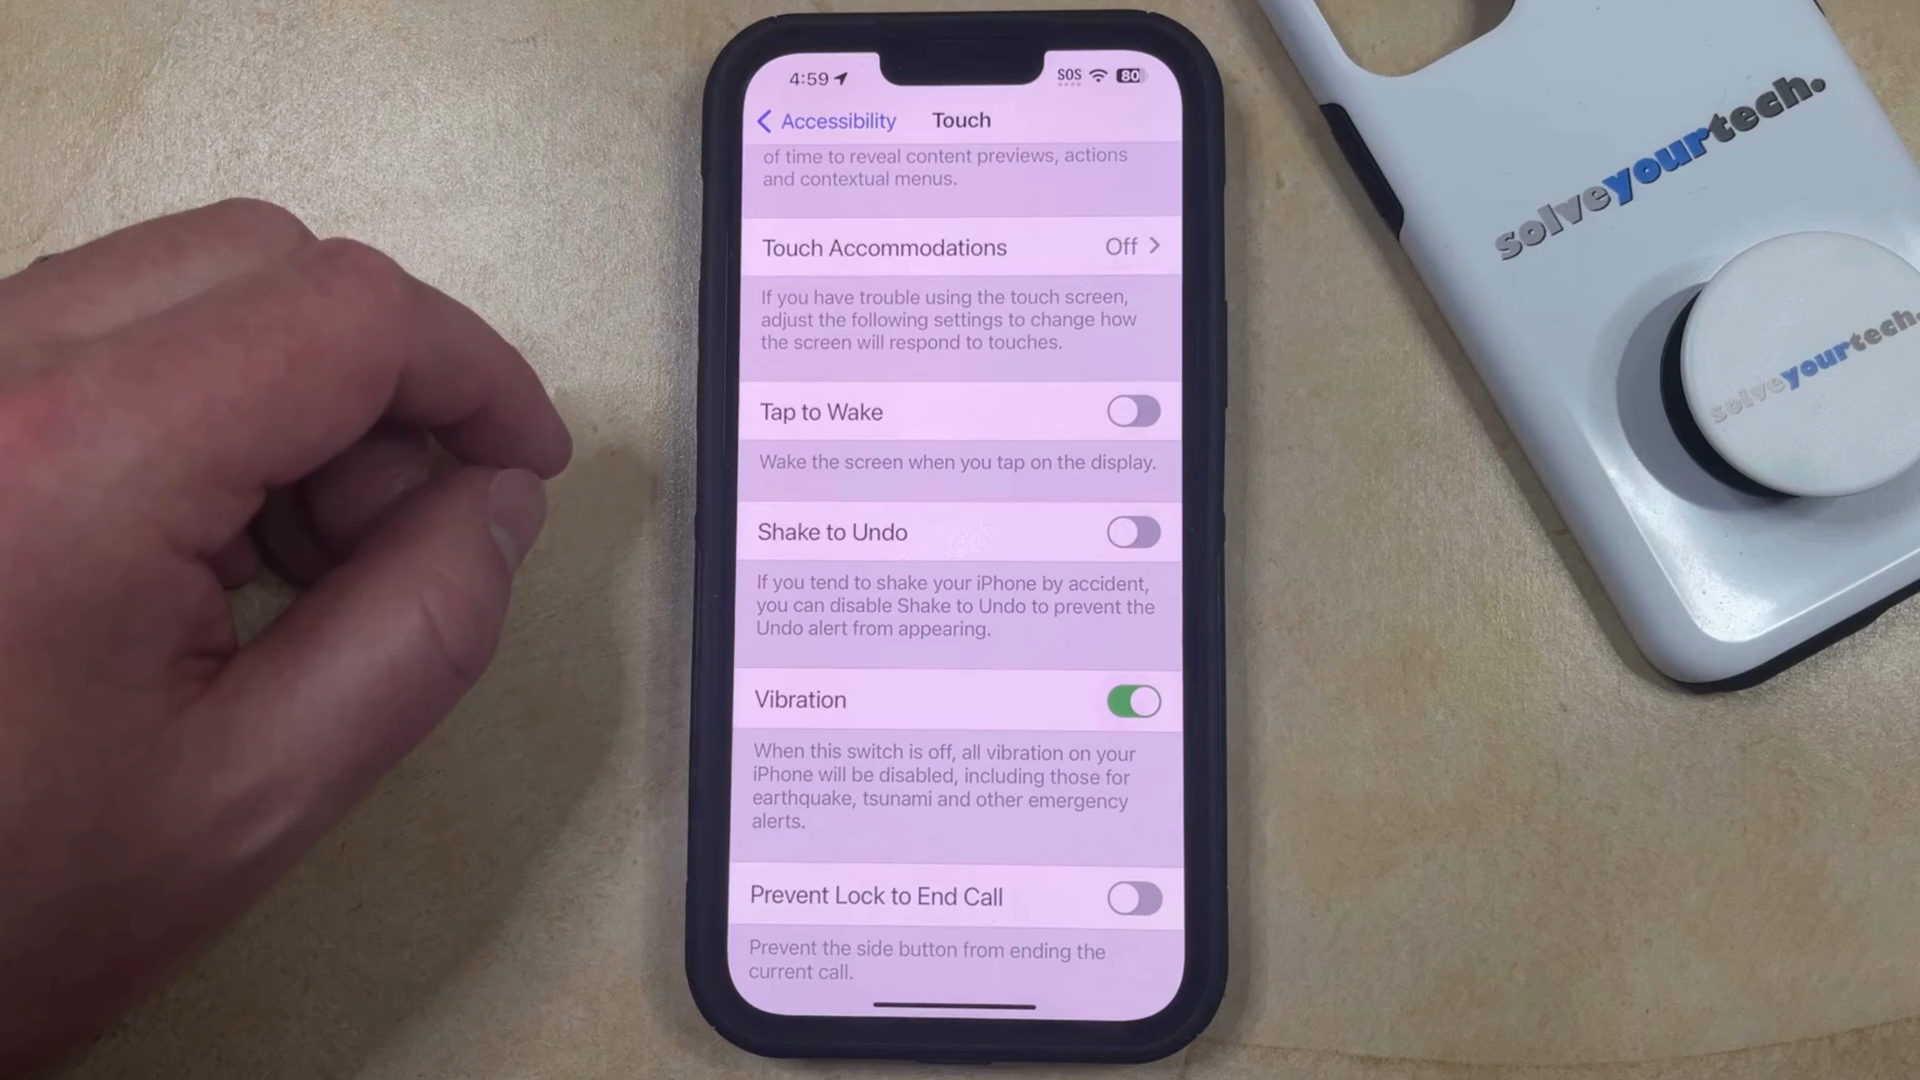 4:59
SOS
80
Accessibility
Touch
of time to reveal content previews, actions
and contextual menus.
Touch Accommodations
Off
If you have trouble using the touch screen,
adjust the following settings to change how
the screen will respond to touches.
Tap to Wake
Wake the screen when you tap on the display.
Shake to Undo
If you tend to shake your iPhone by accident,
you can disable Shake to Undo to prevent the
Undo alert from appearing.
Vibration
When this switch is off, all vibration on your
iPhone will be disabled, including those for
earthquake, tsunami and other emergency
alerts.
Prevent Lock to End Call
Prevent the side button from ending the
current call.
solveyourtech.
solveyourtech.